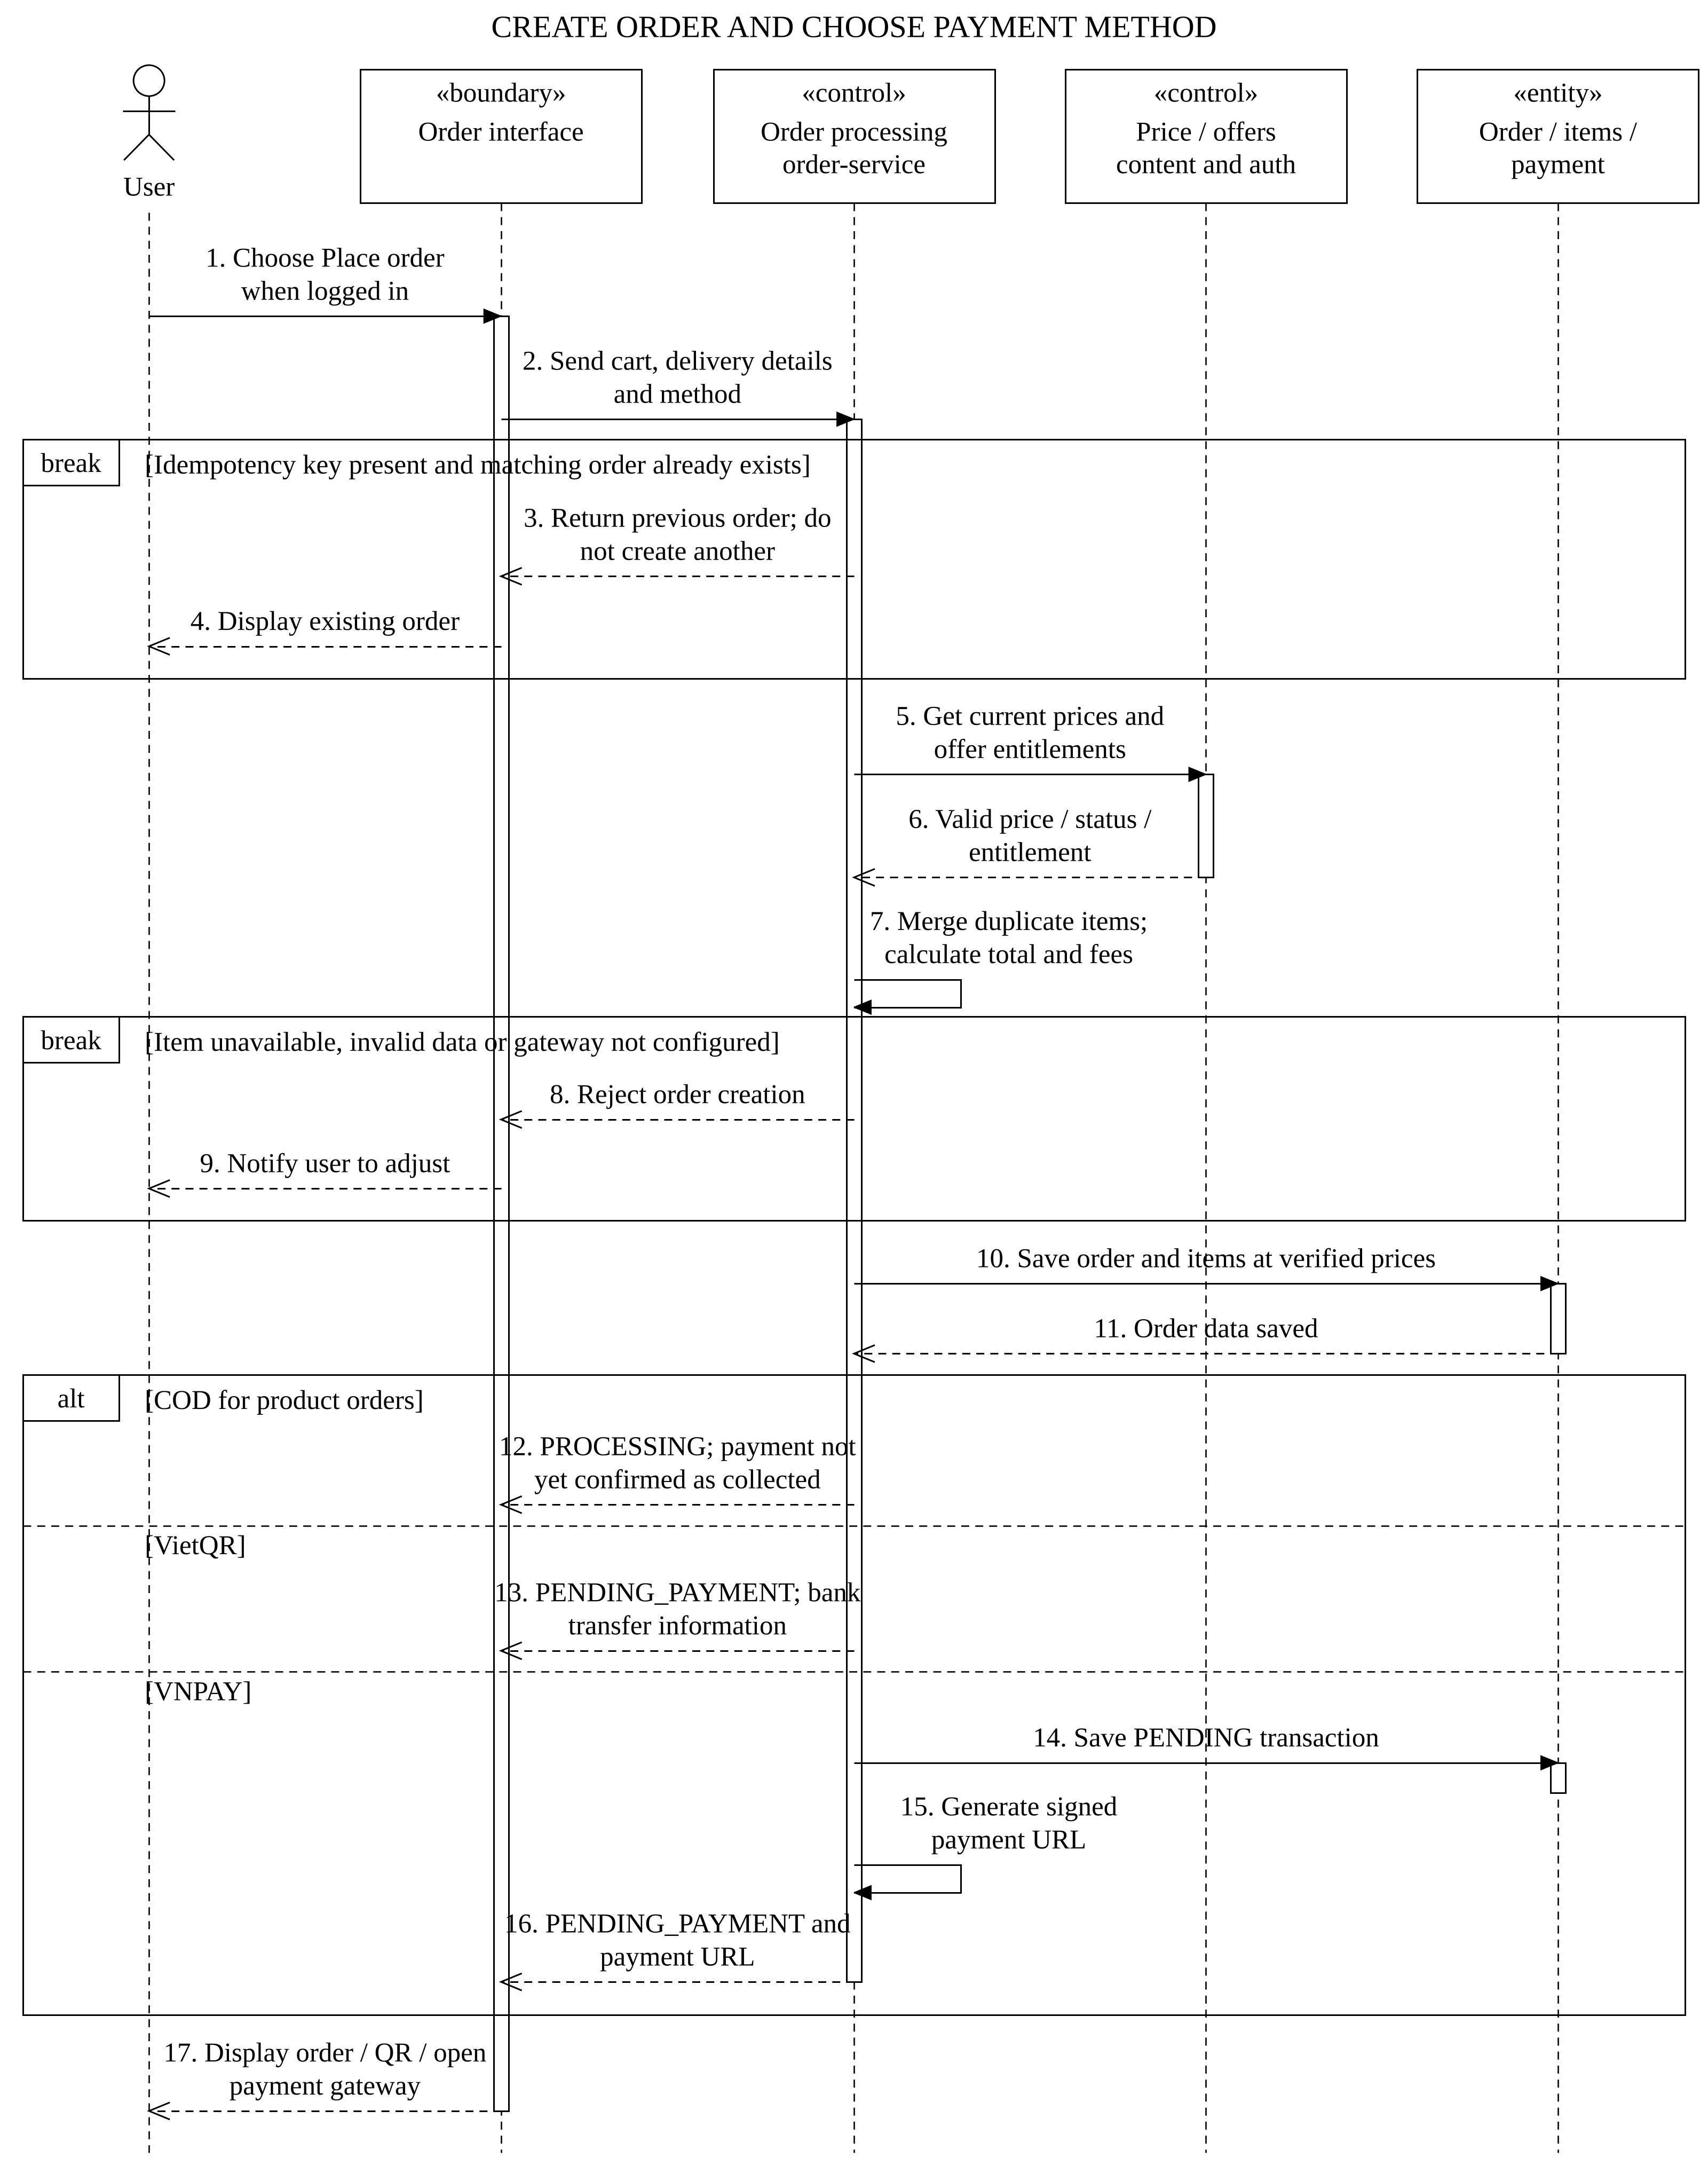 CREATE ORDER AND CHOOSE PAYMENT METHOD
User
«boundary»
Order interface
«control»
Order processing
order-service
«control»
Price / offers
content and auth
«entity»
Order / items /
payment
1. Choose Place order
when logged in
2. Send cart, delivery details
and method
break
[Idempotency key present and matching order already exists]
3. Return previous order; do
not create another
4. Display existing order
5. Get current prices and
offer entitlements
6. Valid price / status /
entitlement
7. Merge duplicate items;
calculate total and fees
break
[Item unavailable, invalid data or gateway not configured]
8. Reject order creation
9. Notify user to adjust
10. Save order and items at verified prices
11. Order data saved
alt
[COD for product orders]
12. PROCESSING; payment not
yet confirmed as collected
[VietQR]
13. PENDING_PAYMENT; bank
transfer information
[VNPAY]
14. Save PENDING transaction
15. Generate signed
payment URL
16. PENDING_PAYMENT and
payment URL
17. Display order / QR / open
payment gateway